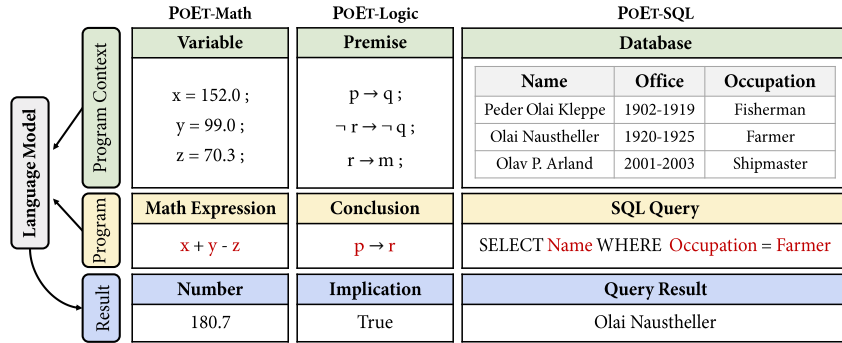 POET-Math
POET-Logic
POET-SQL
Language Model
Program Context
Variable
x = 152.0 ;
y = 99.0 ;
z = 70.3 ;
Premise
p → q ;
¬ r → ¬ q ;
r → m ;
Database
Name Office Occupation
Peder Olai Kleppe 1902-1919 Fisherman
Olai Naustheller 1920-1925 Farmer
Olav P. Arland 2001-2003 Shipmaster
Program
Math Expression
x + y - z
Conclusion
p → r
SQL Query
SELECT Name WHERE Occupation = Farmer
Result
Number
180.7
Implication
True
Query Result
Olai Naustheller